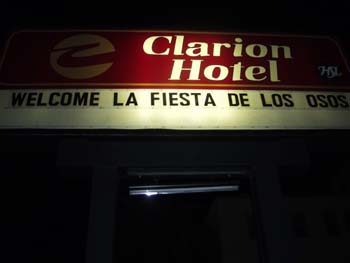 Clarion
Hotel
WELCOME LA FIESTA DE LOS OSOS